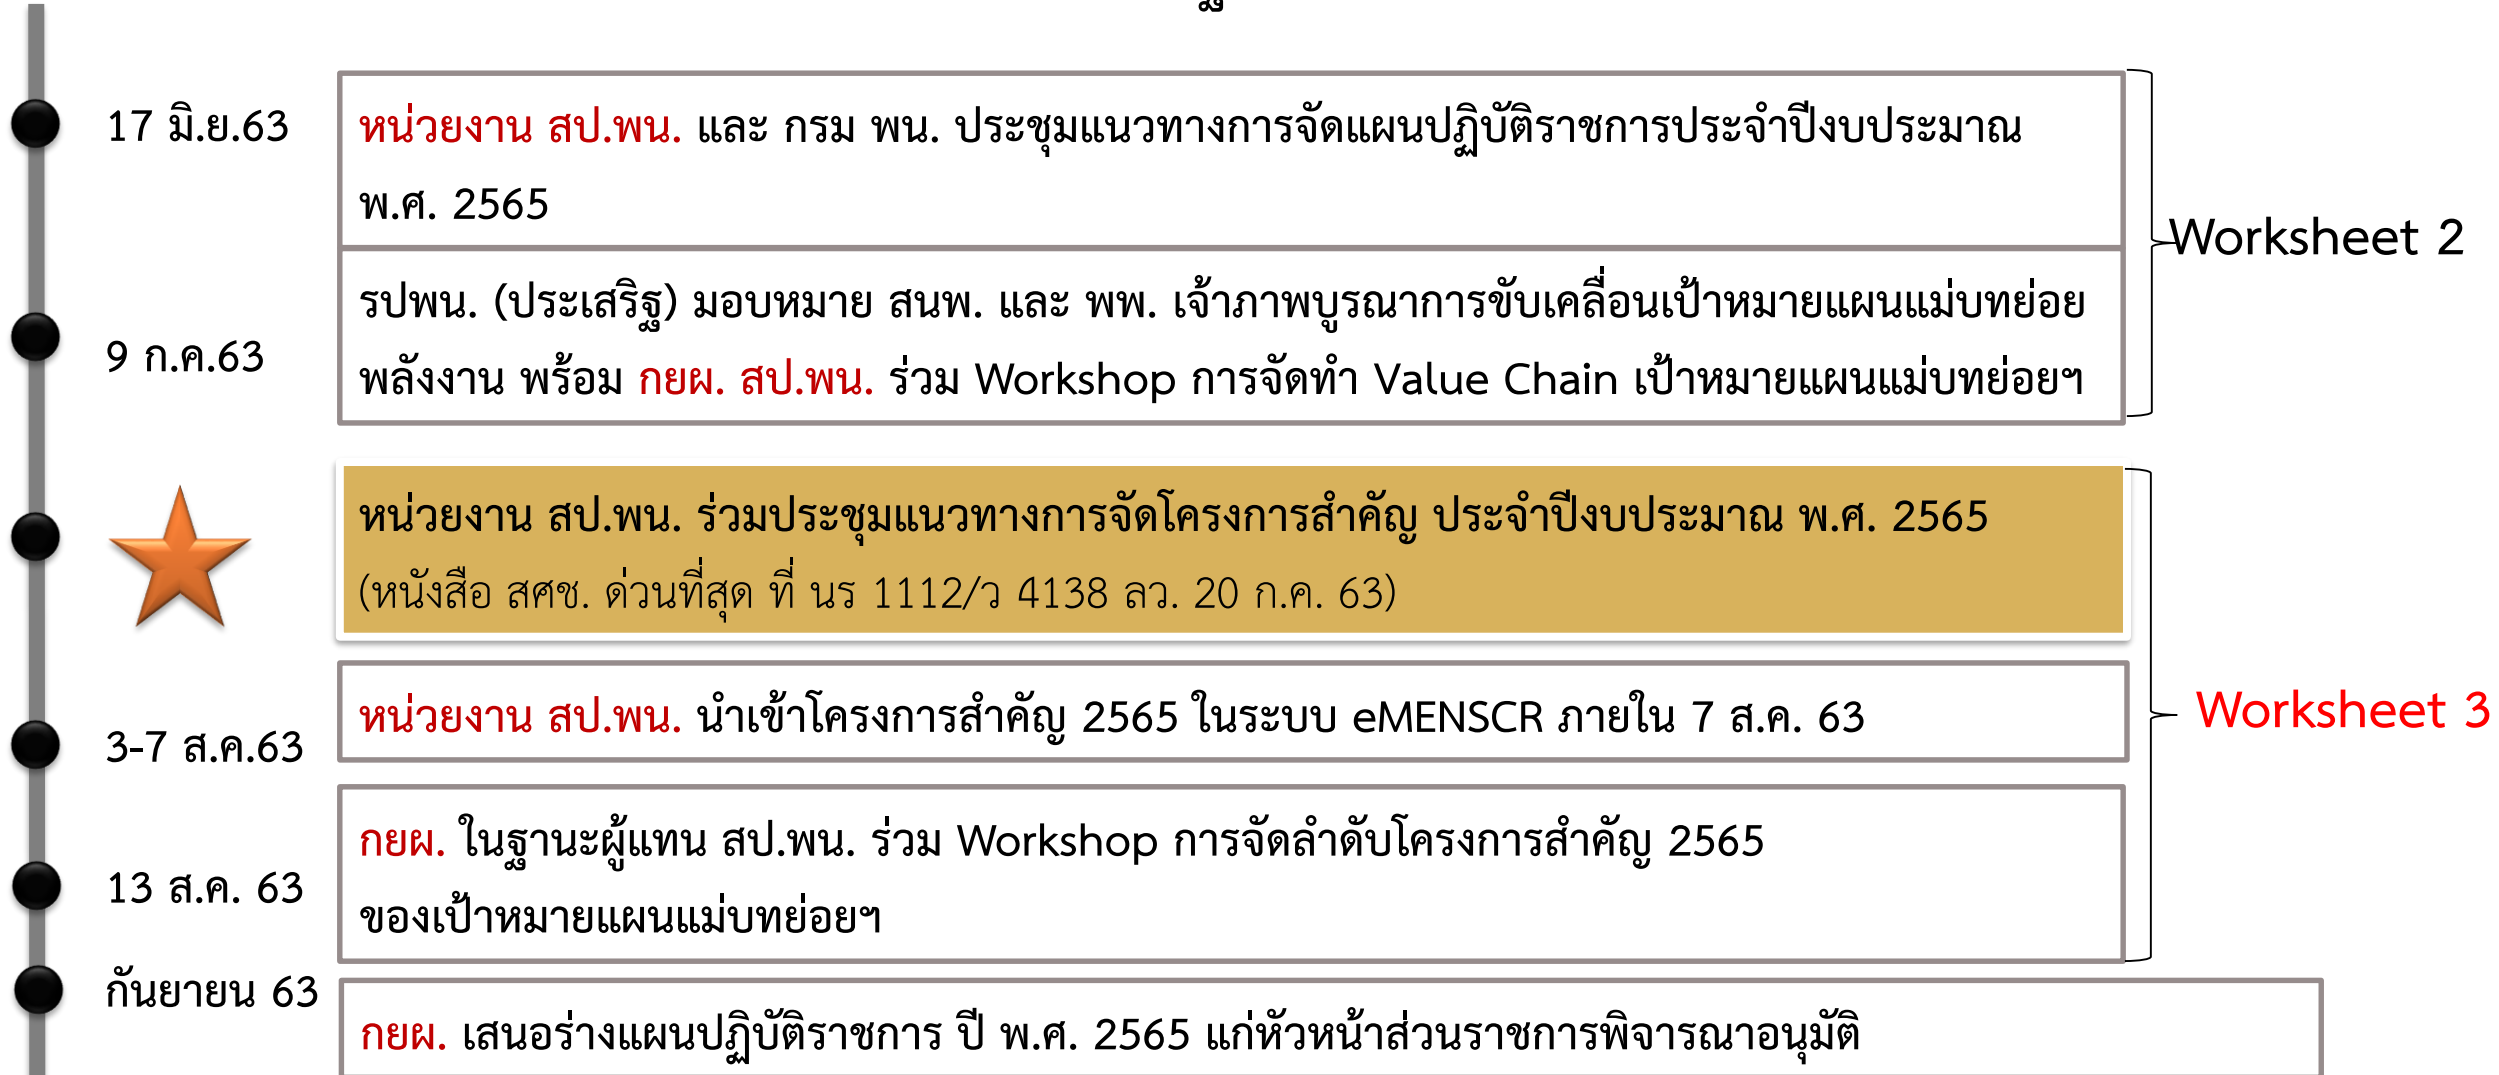 17 มิ.ย.63
หน่วยงาน สป.พน. และ กรม พน. ประชุมแนวทางการจัดแผนปฏิบัติราชการประจำปีงบประมาณ
พ.ศ. 2565
Worksheet 2
9 ก.ค.63
รปพน. (ประเสริฐ) มอบหมาย สนพ. และ พพ. เจ้าภาพบูรณาการขับเคลื่อนเป้าหมายแผนแม่บทย่อย
พลังงาน พร้อม กยผ. สป.พน. ร่วม Workshop การจัดทำ Value Chain เป้าหมายแผนแม่บทย่อยฯ
หน่วยงาน สป.พน. ร่วมประชุมแนวทางการจัดโครงการสำคัญ ประจำปีงบประมาณ พ.ศ. 2565
(หนังสือ สศช. ด่วนที่สุด ที่ นร 1112/ว 4138 ลว. 20 ก.ค. 63)
3-7 ส.ค.63
หน่วยงาน สป.พน. นำเข้าโครงการสำคัญ 2565 ในระบบ eMENSCR ภายใน 7 ส.ค. 63
Worksheet 3
13 ส.ค. 63
กยผ. ในฐานะผู้แทน สป.พน. ร่วม Workshop การจัดลำดับโครงการสำคัญ 2565
ของเป้าหมายแผนแม่บทย่อยฯ
กันยายน 63
กยผ. เสนอร่างแผนปฏิบัติราชการ ปี พ.ศ. 2565 แก่หัวหน้าส่วนราชการพิจารณาอนุมัติ